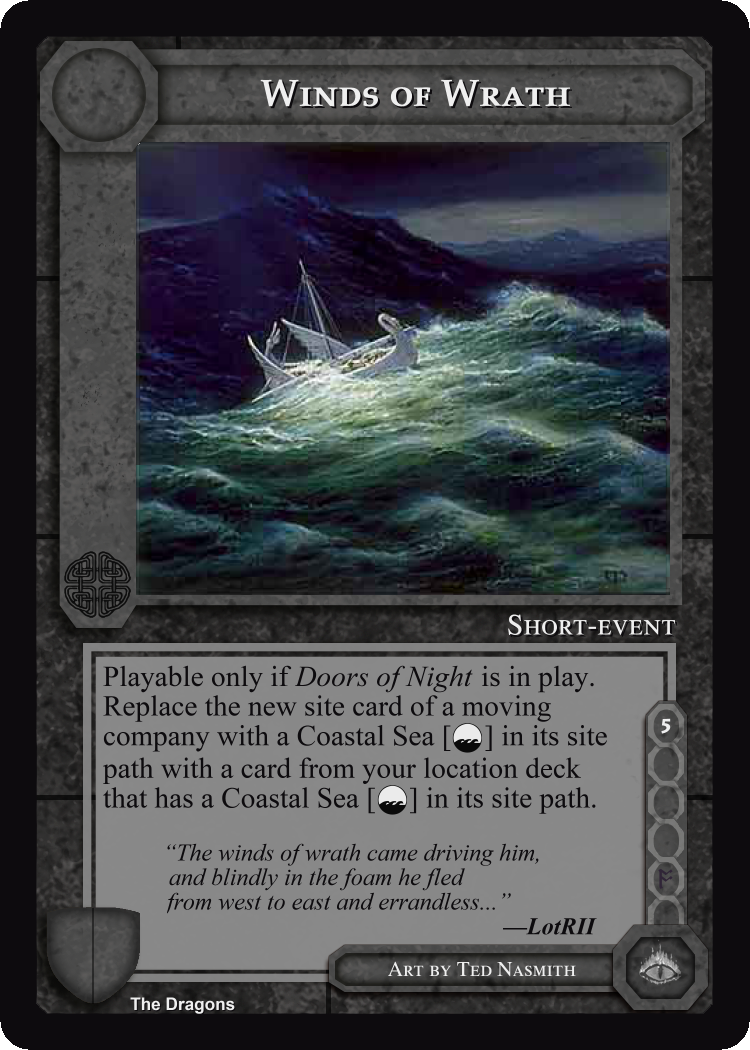 Winds of Wrath
Short-event
Playable only if Doors of Night is in play.
Replace the new site card of a moving
company with a Coastal Sea [ ] in its site
path with a card from your location deck
that has a Coastal Sea [ ] in its site path.
5
“The winds of wrath came driving him,
and blindly in the foam he fled
from west to east and errandless...”
—LotRII
Art by Ted Nasmith
The Dragons